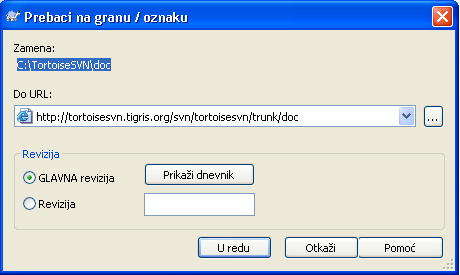 Prebaci na granu / oznaku
Zamena:
C:\TortoiseSVN\doc
Do URL:
http://tortoisesvn.tigris.org/svn/tortoisesvn/trunk/doc
...
Revizija
GLAVNA revizija
Prikaži dnevnik
Revizija
U redu
Otkaži
Pomoć